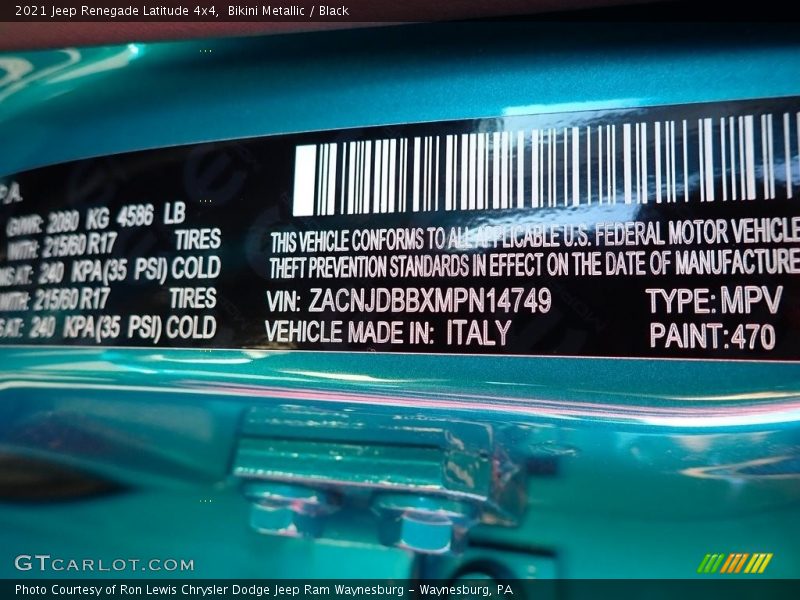 2021 Jeep Renegade Latitude 4x4, Bikini Metallic / Black
P.A.
GVWR: 2080 KG 4586 LB
WITH: 215/60 R17 TIRES
AT: 240 KPA(35 PSI) COLD
WITH: 215/60 R17 TIRES
AT: 240 KPA(35 PSI) COLD
THIS VEHICLE CONFORMS TO ALL APPLICABLE U.S. FEDERAL MOTOR VEHICLE
THEFT PREVENTION STANDARDS IN EFFECT ON THE DATE OF MANUFACTURE
VIN: ZACNJDBBXMPN14749 TYPE: MPV
VEHICLE MADE IN: ITALY PAINT:470
GTCARLOT.COM
Photo Courtesy of Ron Lewis Chrysler Dodge Jeep Ram Waynesburg - Waynesburg, PA